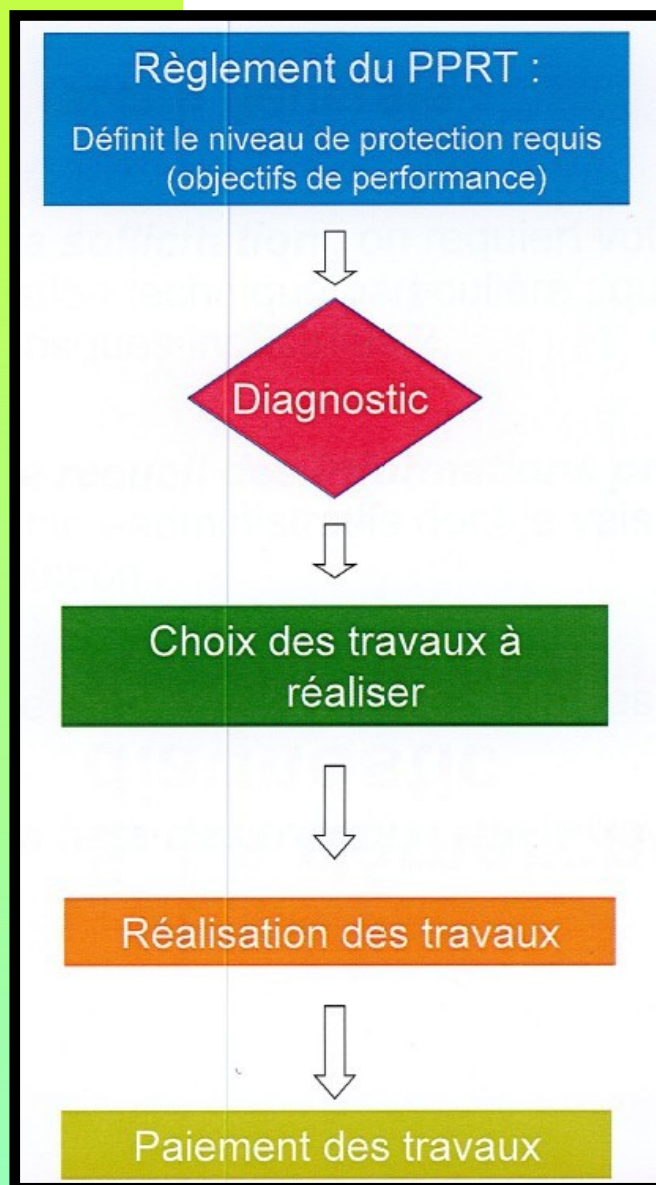 Règlement du PPRT :
Définit le niveau de protection requis
(objectifs de performance)
Diagnostic
Choix des travaux à
réaliser
Réalisation des travaux
Paiement des travaux